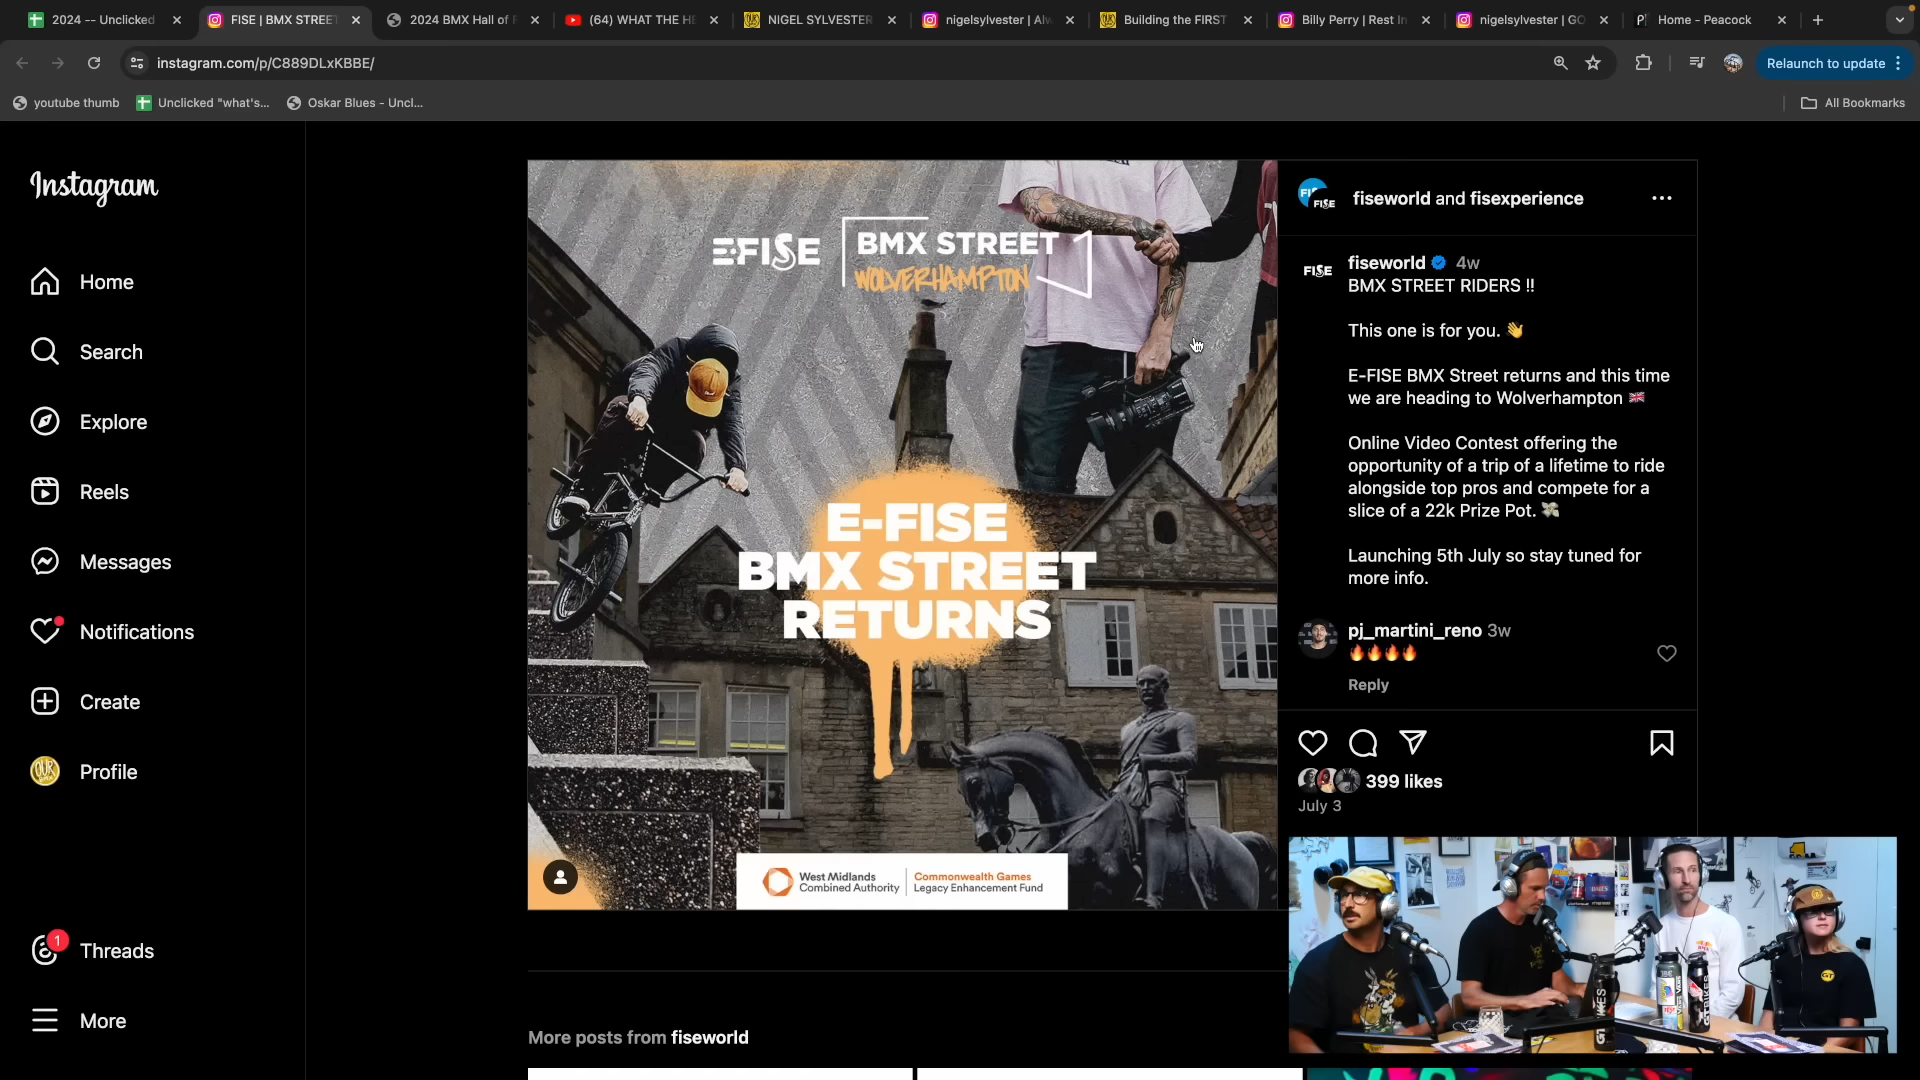 2024 -- Unclicked
FISE | BMX STREET
2024 BMX Hall of F
(64) WHAT THE HE
NIGEL SYLVESTER
nigelsylvester | Alw
Building the FIRST
Billy Perry | Rest In
nigelsylvester | GO
Home - Peacock
instagram.com/p/C889DLxKBBE/
Relaunch to update
youtube thumb
Unclicked "what's...
Oskar Blues - Uncl...
All Bookmarks
Instagram
Home
Search
Explore
Reels
Messages
Notifications
Create
Profile
1
Threads
More
E-FISE
BMX STREET
WOLVERHAMPTON
E-FISE
BMX STREET
RETURNS
West Midlands
Combined Authority
Commonwealth Games
Legacy Enhancement Fund
FISE
fiseworld and fisexperience
FISE
fiseworld 4w
BMX STREET RIDERS !!
This one is for you. 👋
E-FISE BMX Street returns and this time
we are heading to Wolverhampton 🇬🇧
Online Video Contest offering the
opportunity of a trip of a lifetime to ride
alongside top pros and compete for a
slice of a 22k Prize Pot. 💸
Launching 5th July so stay tuned for
more info.
pj_martini_reno 3w
🔥🔥🔥🔥
Reply
399 likes
July 3
More posts from fiseworld
OUR
GT